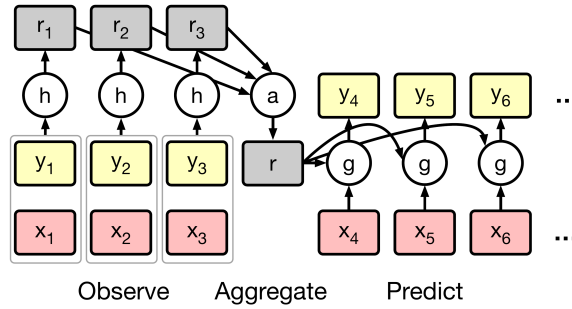 r₁ r₂ r₃
h h h a y₄ y₅ y₆ ...
y₁ y₂ y₃ r g g g
x₁ x₂ x₃ x₄ x₅ x₆ ...
Observe Aggregate Predict